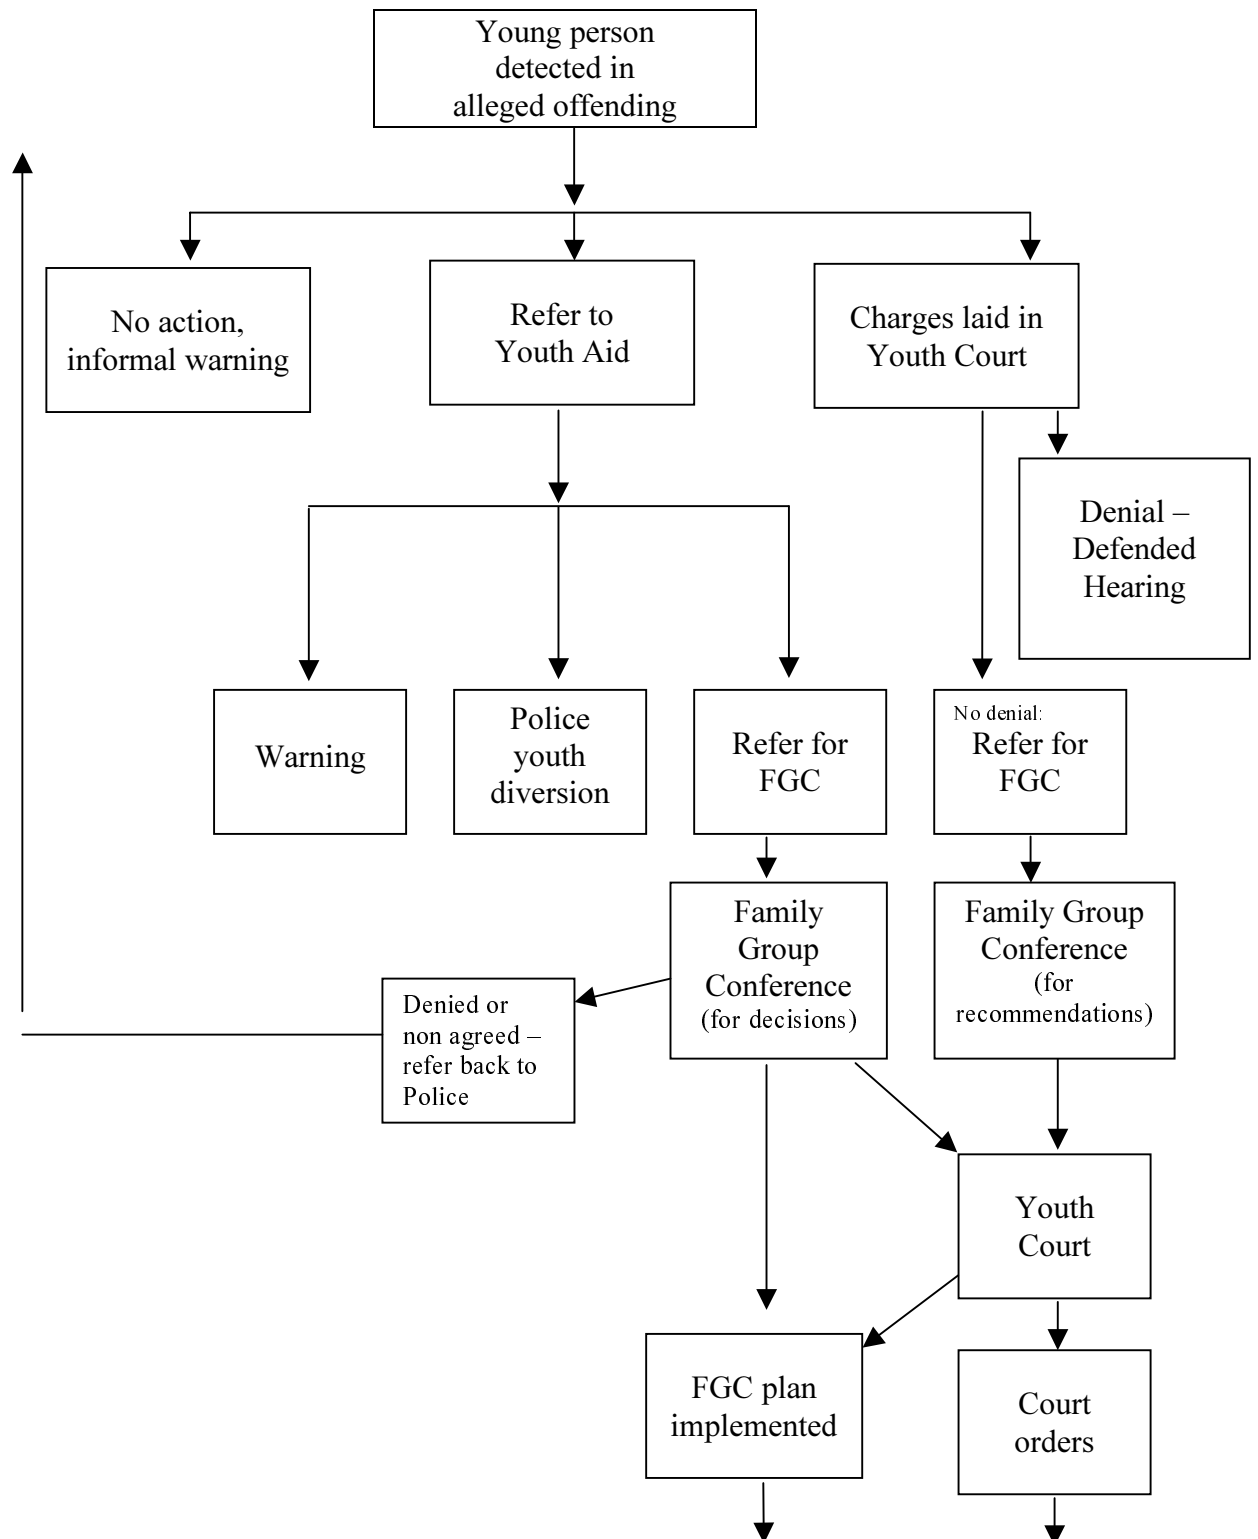 Young person
detected in
alleged offending
No action,
informal warning
Refer to
Youth Aid
Charges laid in
Youth Court
Denial –
Defended
Hearing
Warning
Police
youth
diversion
Refer for
FGC
No denial:
Refer for
FGC
Family
Group
Conference
(for decisions)
Family Group
Conference
(for
recommendations)
Denied or
non agreed –
refer back to
Police
Youth
Court
FGC plan
implemented
Court
orders